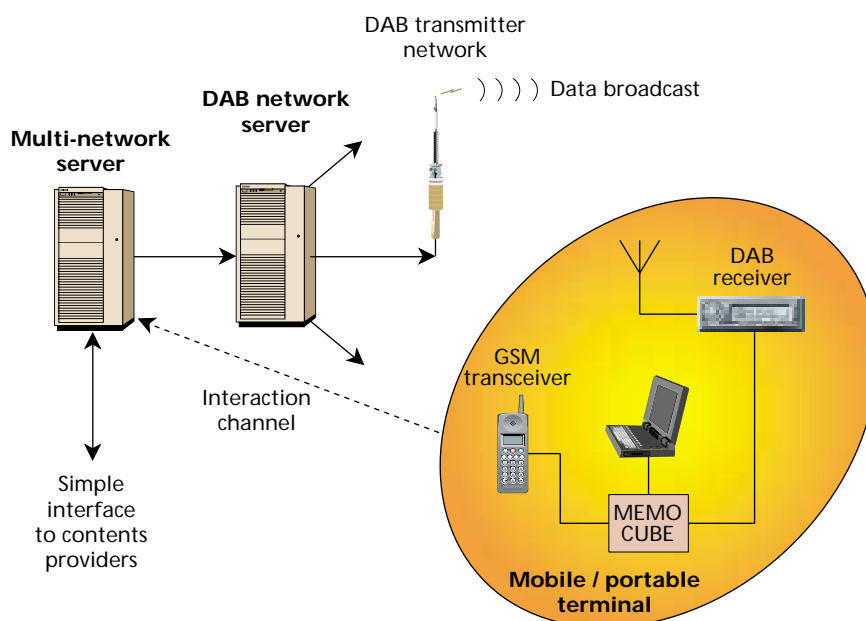 DAB transmitter
network
Data broadcast
DAB network
server
Multi-network
server
DAB
receiver
GSM
transceiver
Interaction
channel
Simple
interface
to contents
providers
MEMO
CUBE
Mobile / portable
terminal